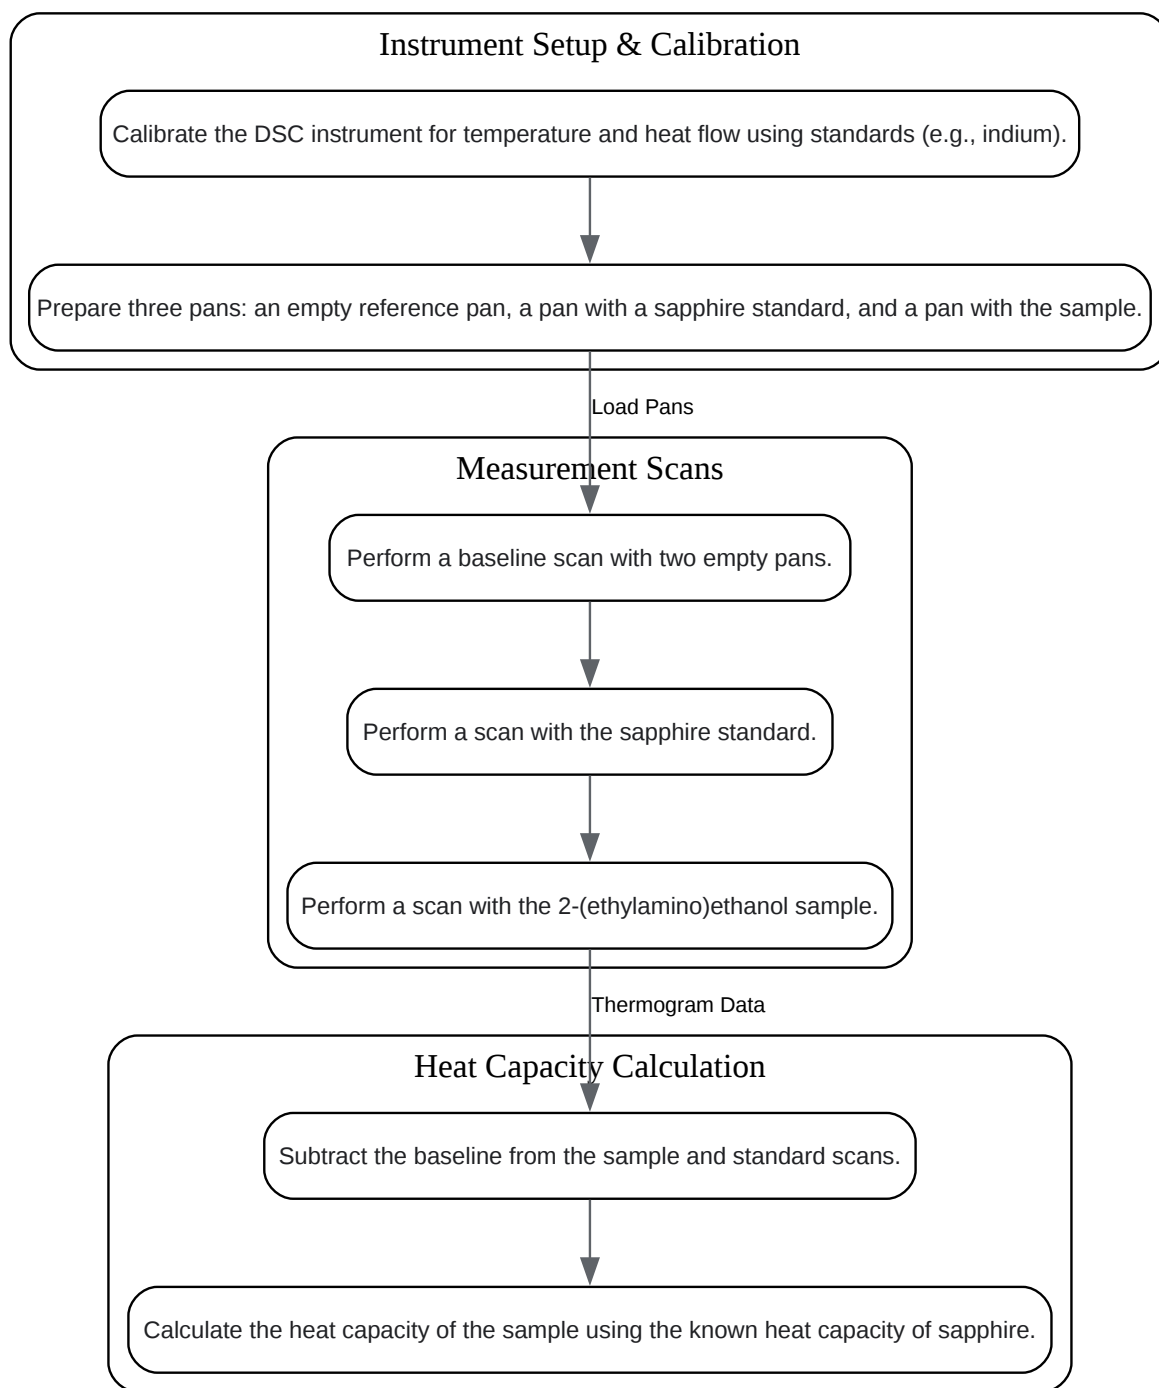 Instrument Setup & Calibration
Calibrate the DSC instrument for temperature and heat flow using standards (e.g., indium).
Prepare three pans: an empty reference pan, a pan with a sapphire standard, and a pan with the sample.
Load Pans
Measurement Scans
Perform a baseline scan with two empty pans.
Perform a scan with the sapphire standard.
Perform a scan with the 2-(ethylamino)ethanol sample.
Thermogram Data
Heat Capacity Calculation
Subtract the baseline from the sample and standard scans.
Calculate the heat capacity of the sample using the known heat capacity of sapphire.